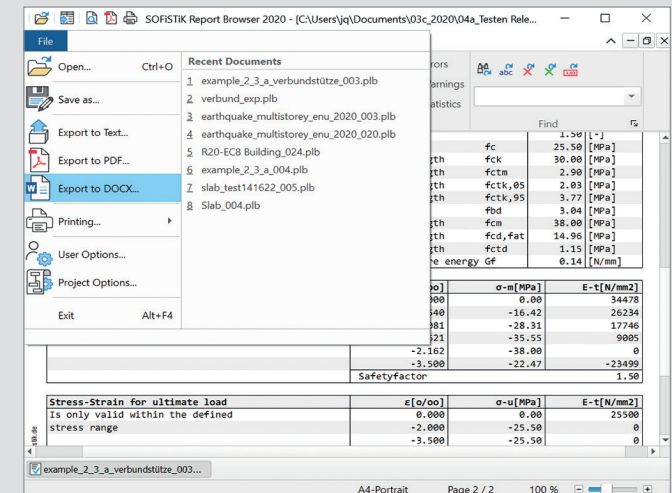 SOFiSTiK Report Browser 2020 - [C:\Users\jq\Documents\03c_2020\04a_Testen Rele...
File
Open... Ctrl+O
Save as...
Export to Text...
Export to PDF...
Export to DOCX...
Printing...
User Options...
Project Options...
Exit Alt+F4
Recent Documents
1 example_2_3_a_verbundstütze_003.plb
2 verbund_exp.plb
3 earthquake_multistorey_enu_2020_003.plb
4 earthquake_multistorey_enu_2020_020.plb
5 R20-EC8 Building_024.plb
6 example_2_3_a_004.plb
7 slab_test141622_005.plb
8 Slab_004.plb
rors
arnings
atistics
abc
Find
1.50 [-]
fc 25.50 [MPa]
gth fck 30.00 [MPa]
fctm 2.90 [MPa]
gth fctk,05 2.03 [MPa]
gth fctk,95 3.77 [MPa]
fbd 3.04 [MPa]
gth fcm 38.00 [MPa]
gth fcd,fat 14.96 [MPa]
gth fctd 1.15 [MPa]
re energy Gf 0.14 [N/mm]
/oo] σ-m[MPa] E-t[N/mm2]
000 0.00 34478
540 -16.42 26234
081 -28.31 17746
621 -35.55 9005
-2.162 -38.00 0
-3.500 -22.47 -23499
Safetyfactor 1.50
Stress-Strain for ultimate load ε[o/oo] σ-u[MPa] E-t[N/mm2]
Is only valid within the defined 0.000 0.00 25500
stress range -2.000 -25.50 0
-3.500 -25.50 0
stik.de
example_2_3_a_verbundstütze_003...
A4-Portrait Page 2 / 2 100 %